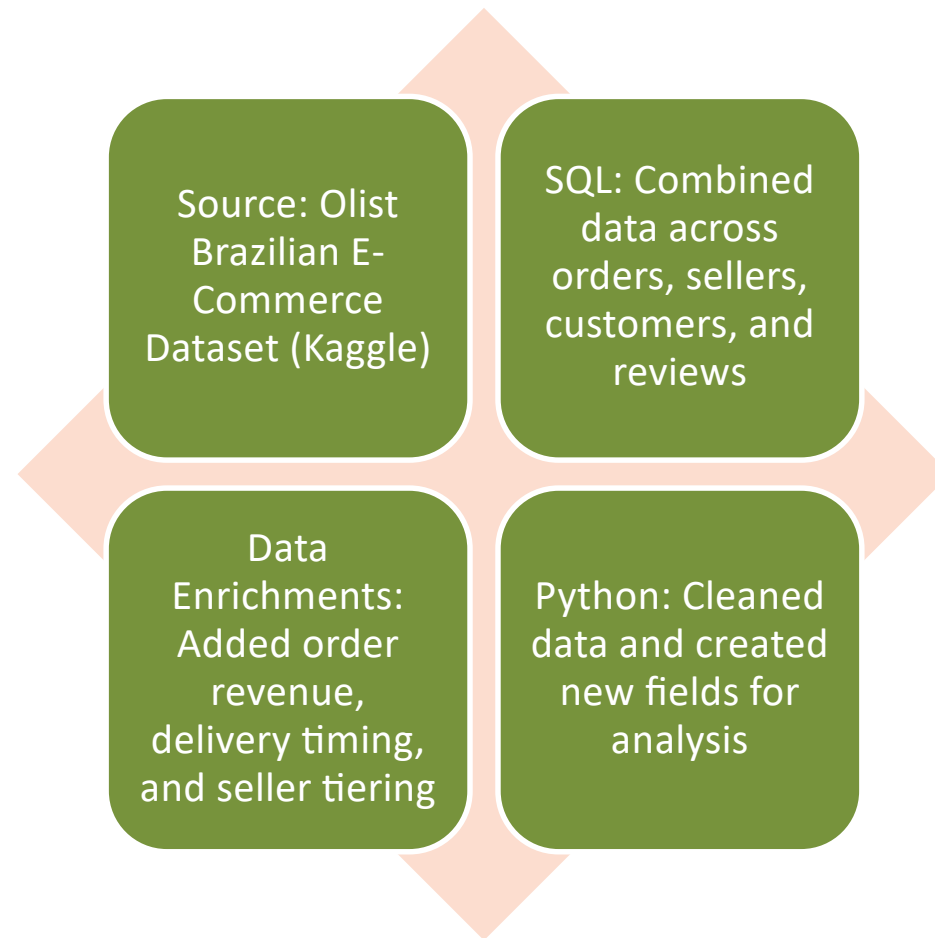 Source: Olist
Brazilian E-
Commerce
Dataset (Kaggle)
SQL: Combined
data across
orders, sellers,
customers, and
reviews
Data
Enrichments:
Added order
revenue,
delivery timing,
and seller tiering
Python: Cleaned
data and created
new fields for
analysis